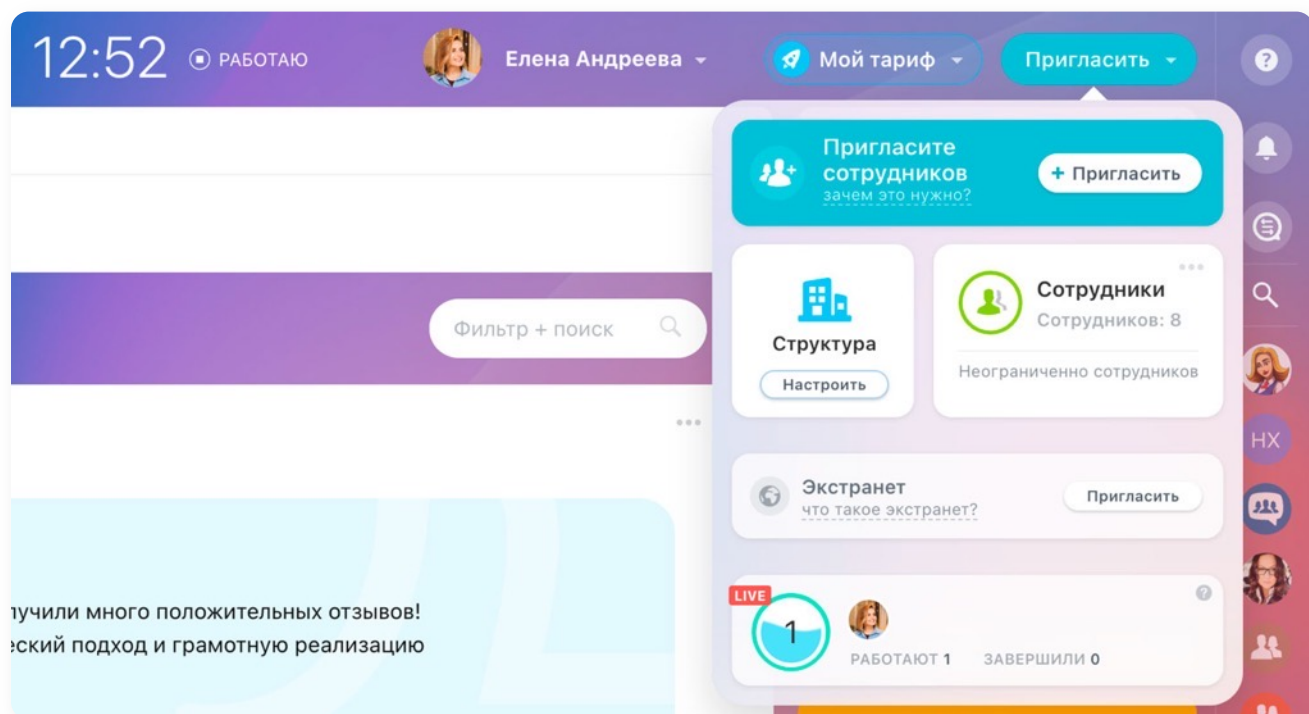 12:52 РАБОТАЮ Елена Андреева Мой тариф Пригласить ?
Пригласите
сотрудников
зачем это нужно?
+ Пригласить
Структура
Настроить
Сотрудники
Сотрудников: 8
Неограниченно сотрудников
Фильтр + поиск
НХ
Экстранет
что такое экстранет?
Пригласить
LIVE
1
?
РАБОТАЮТ 1 ЗАВЕРШИЛИ 0
лучили много положительных отзывов!
еский подход и грамотную реализацию